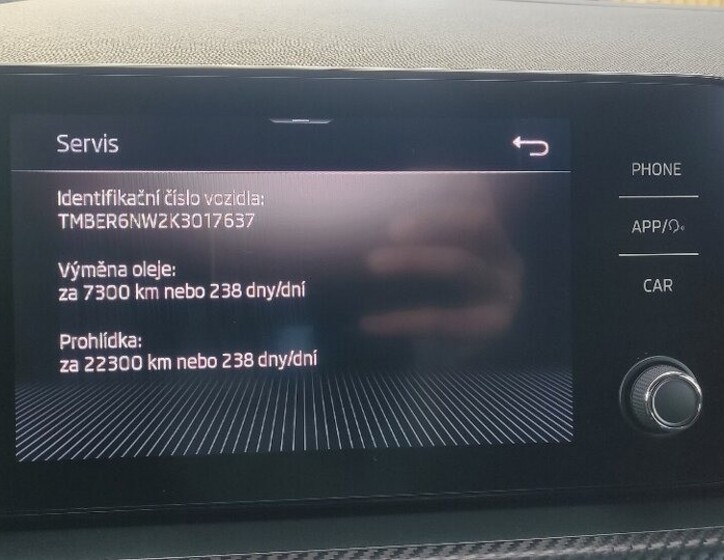 Servis
Identifikační číslo vozidla:
TMBER6NW2K3017637
Výměna oleje:
za 7300 km nebo 238 dny/dní
Prohlídka:
za 22300 km nebo 238 dny/dní
PHONE
APP/
CAR